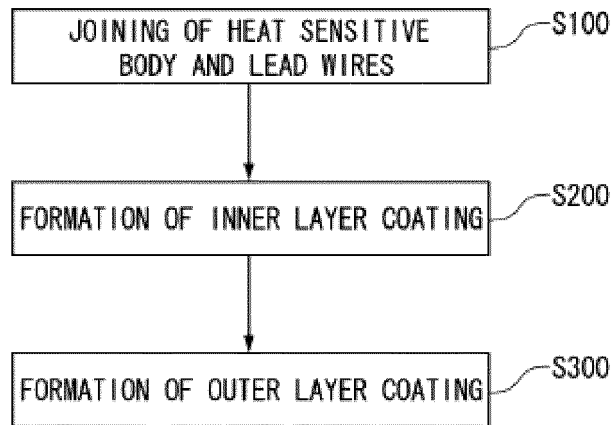 JOINING OF HEAT SENSITIVE
BODY AND LEAD WIRES
S100
FORMATION OF INNER LAYER COATING
S200
FORMATION OF OUTER LAYER COATING
S300